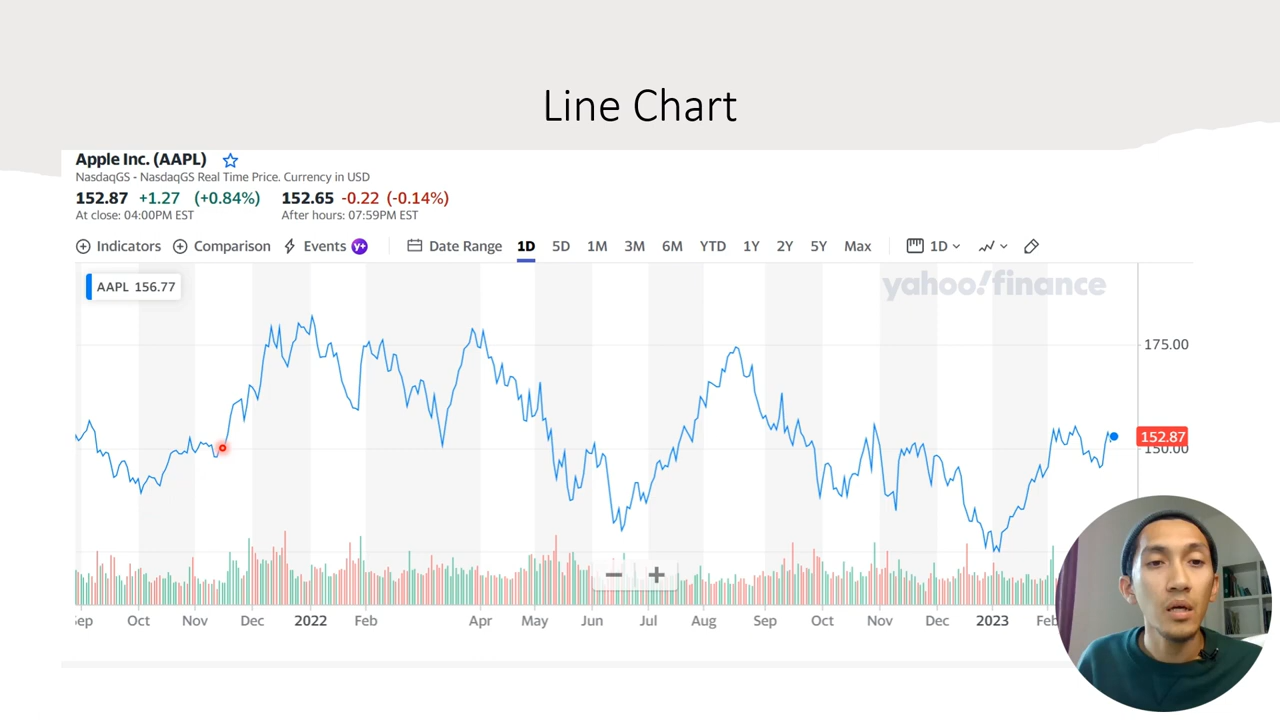 Line Chart
Apple Inc. (AAPL)
NasdaqGS - NasdaqGS Real Time Price. Currency in USD
152.87 +1.27 (+0.84%) 152.65 -0.22 (-0.14%)
At close: 04:00PM EST After hours: 07:59PM EST
Indicators Comparison Events y+ Date Range 1D 5D 1M 3M 6M YTD 1Y 2Y 5Y Max 1D
AAPL 156.77
yahoo!finance
175.00
152.87
150.00
Oct Nov Dec 2022 Feb Apr May Jun Jul Aug Sep Oct Nov Dec 2023